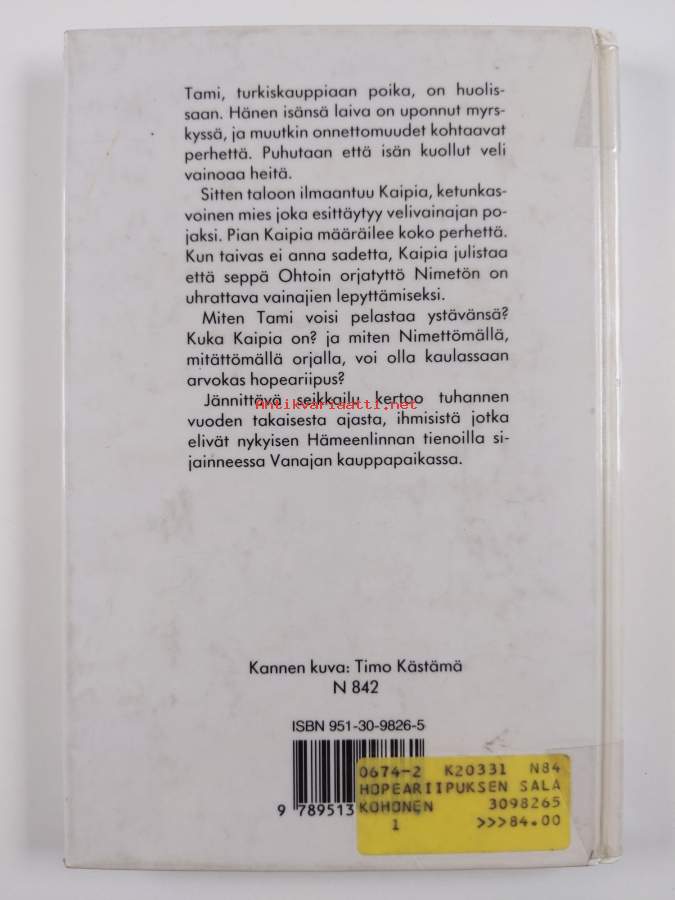 Tami, turkiskauppiaan poika, on huolis-
saan. Hänen isänsä laiva on uponnut myrs-
kyssä, ja muutkin onnettomuudet kohtaavat
perhettä. Puhutaan että isän kuollut veli
vainoaa heitä.
Sitten taloon ilmaantuu Kaipia, ketunkas-
voinen mies joka esittäytyy velivainajan po-
jaksi. Pian Kaipia määräilee koko perhettä.
Kun taivas ei anna sadetta, Kaipia julistaa
että seppä Ohtoin orjatyttö Nimetön on
uhrattava vainajien lepyttämiseksi.
Miten Tami voisi pelastaa ystävänsä?
Kuka Kaipia on? ja miten Nimettömällä,
mitättömällä orjalla, voi olla kaulassaan
arvokas hopeariipus?
Jännittävä seikkailu kertoo tuhannen
Antikvariaatti.net
vuoden takaisesta ajasta, ihmisistä jotka
elivät nykyisen Hämeenlinnan tienoilla si-
jainneessa Vanajan kauppapaikassa.
Kannen kuva: Timo Kästämä
N 842
ISBN 951-30-9826-5
9 789513
0674-2 K20331 N84
HOPEARIIPUKSEN SALA
KOHONEN 3098265
1 >>>84.00